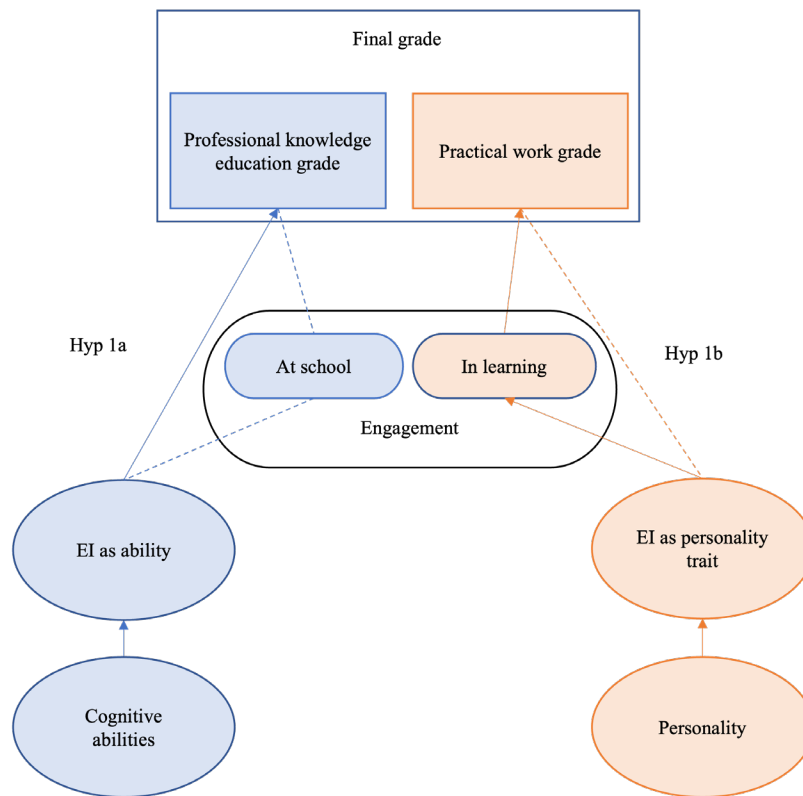 Final grade
Professional knowledge
education grade
Practical work grade
Hyp 1a
At school
In learning
Hyp 1b
Engagement
EI as ability
EI as personality
trait
Cognitive
abilities
Personality